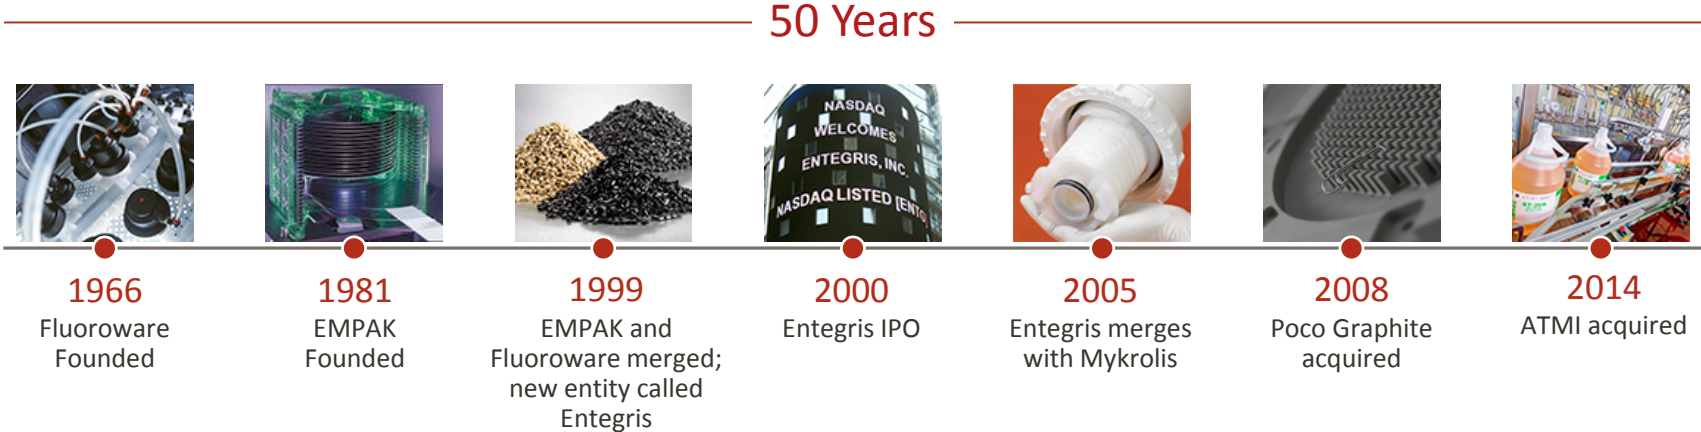 50 Years
NASDAQ
WELCOMES
ENTEGRIS, INC.
NASDAQ LISTED [ENTG
1966
Fluoroware
Founded
1981
EMPAK
Founded
1999
EMPAK and
Fluoroware merged;
new entity called
Entegris
2000
Entegris IPO
2005
Entegris merges
with Mykrolis
2008
Poco Graphite
acquired
2014
ATMI acquired